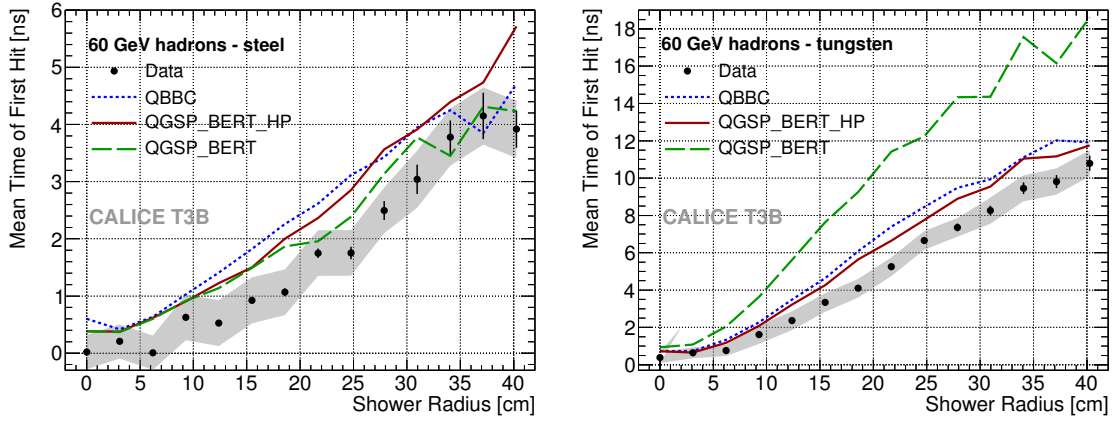 Mean Time of First Hit [ns]
6
5
4
3
2
1
0
60 GeV hadrons - steel
Data
QBBC
QGSP_BERT_HP
QGSP_BERT
CALICE T3B
0 5 10 15 20 25 30 35 40
Shower Radius [cm]
Mean Time of First Hit [ns]
18
16
14
12
10
8
6
4
2
0
60 GeV hadrons - tungsten
Data
QBBC
QGSP_BERT_HP
QGSP_BERT
CALICE T3B
0 5 10 15 20 25 30 35 40
Shower Radius [cm]